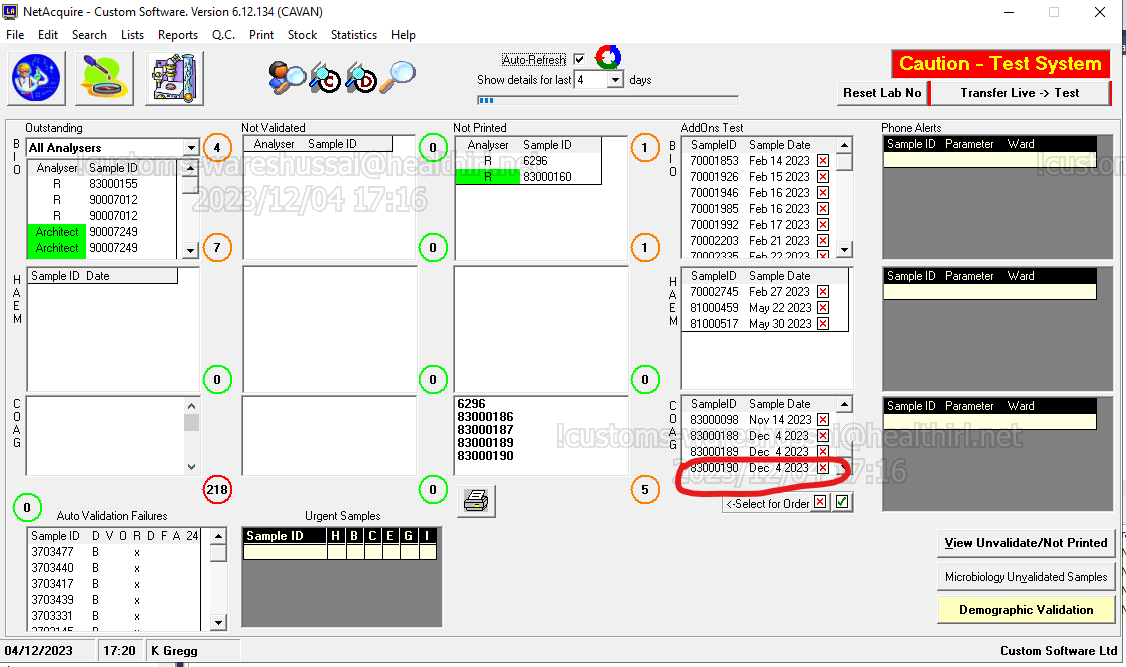 NetAcquire - Custom Software. Version 6.12.134 (CAVAN)
File Edit Search Lists Reports Q.C. Print Stock Statistics Help
Auto-Refresh
Show details for last 4 days
Caution - Test System
Reset Lab No Transfer Live -> Test
Outstanding
BIO
All Analysers
4
Analyser Sample ID
R 83000155
R 90007012
R 90007012
Architect 90007249
Architect 90007249
7
Not Validated
Analyser Sample ID
0
0
Not Printed
Analyser Sample ID
R 6296
R 83000160
1
1
AddOns Test
BIO
SampleID Sample Date
70001853 Feb 14 2023
70001926 Feb 15 2023
70001946 Feb 16 2023
70001985 Feb 16 2023
70001992 Feb 17 2023
70002203 Feb 21 2023
70002335 Feb 22 2023
Phone Alerts
Sample ID Parameter Ward
!customs-wareshussai@healthirl.net
2023/12/04 17:16
!custom
HAEM
Sample ID Date
0
0
0
HAEM
SampleID Sample Date
70002745 Feb 27 2023
81000459 May 22 2023
81000517 May 30 2023
Sample ID Parameter Ward
COAG
218
0
6296
83000186
83000187
83000189
83000190
5
COAG
SampleID Sample Date
83000098 Nov 14 2023
83000188 Dec 4 2023
83000189 Dec 4 2023
83000190 Dec 4 2023
<-Select for Order
Sample ID Parameter Ward
!customs-wareshussai@healthirl.net
2023/12/04 17:16
0
Auto Validation Failures
Sample ID D V O R D F A 24
3703477 B x
3703440 B x
3703417 B x
3703439 B x
3703331 B x
3703145 B x
Urgent Samples
Sample ID H B C E G I
View Unvalidate/Not Printed
Microbiology Unvalidated Samples
Demographic Validation
04/12/2023 17:20 K Gregg Custom Software Ltd